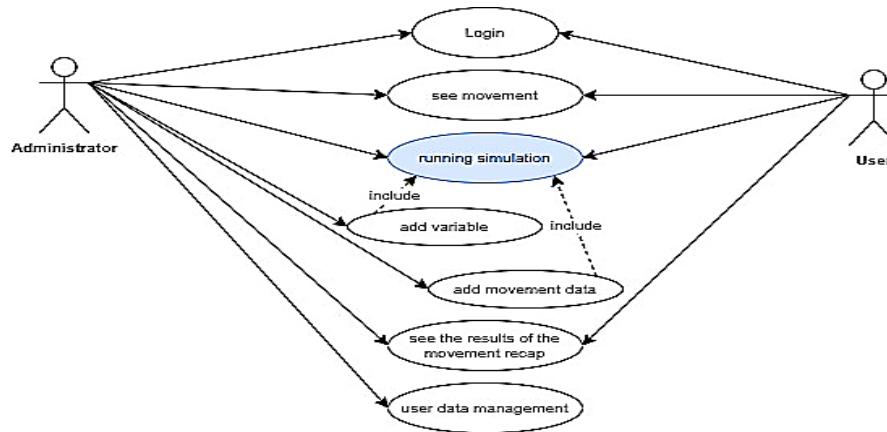 Login
see movement
Administrator
User
running simulation
include
add variable
include
add movement data
see the results of the
movement recap
user data management